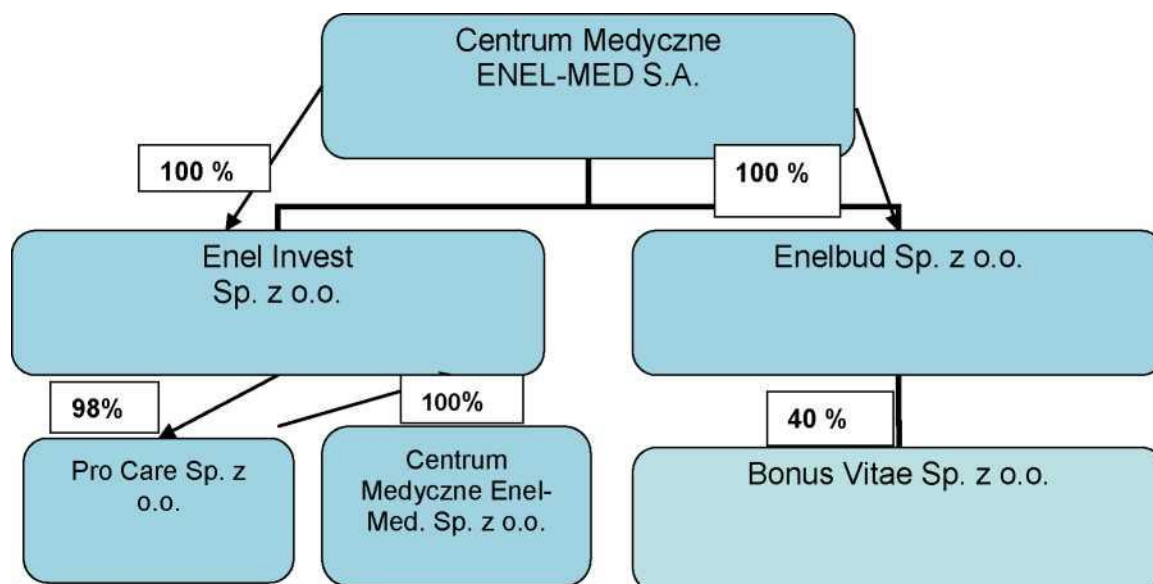 Centrum Medyczne
ENEL-MED S.A.
100 %
100 %
Enel Invest
Sp. z o.o.
Enelbud Sp. z o.o.
98%
100%
40 %
Pro Care Sp. z
o.o.
Centrum
Medyczne Enel-
Med. Sp. z o.o.
Bonus Vitae Sp. z o.o.